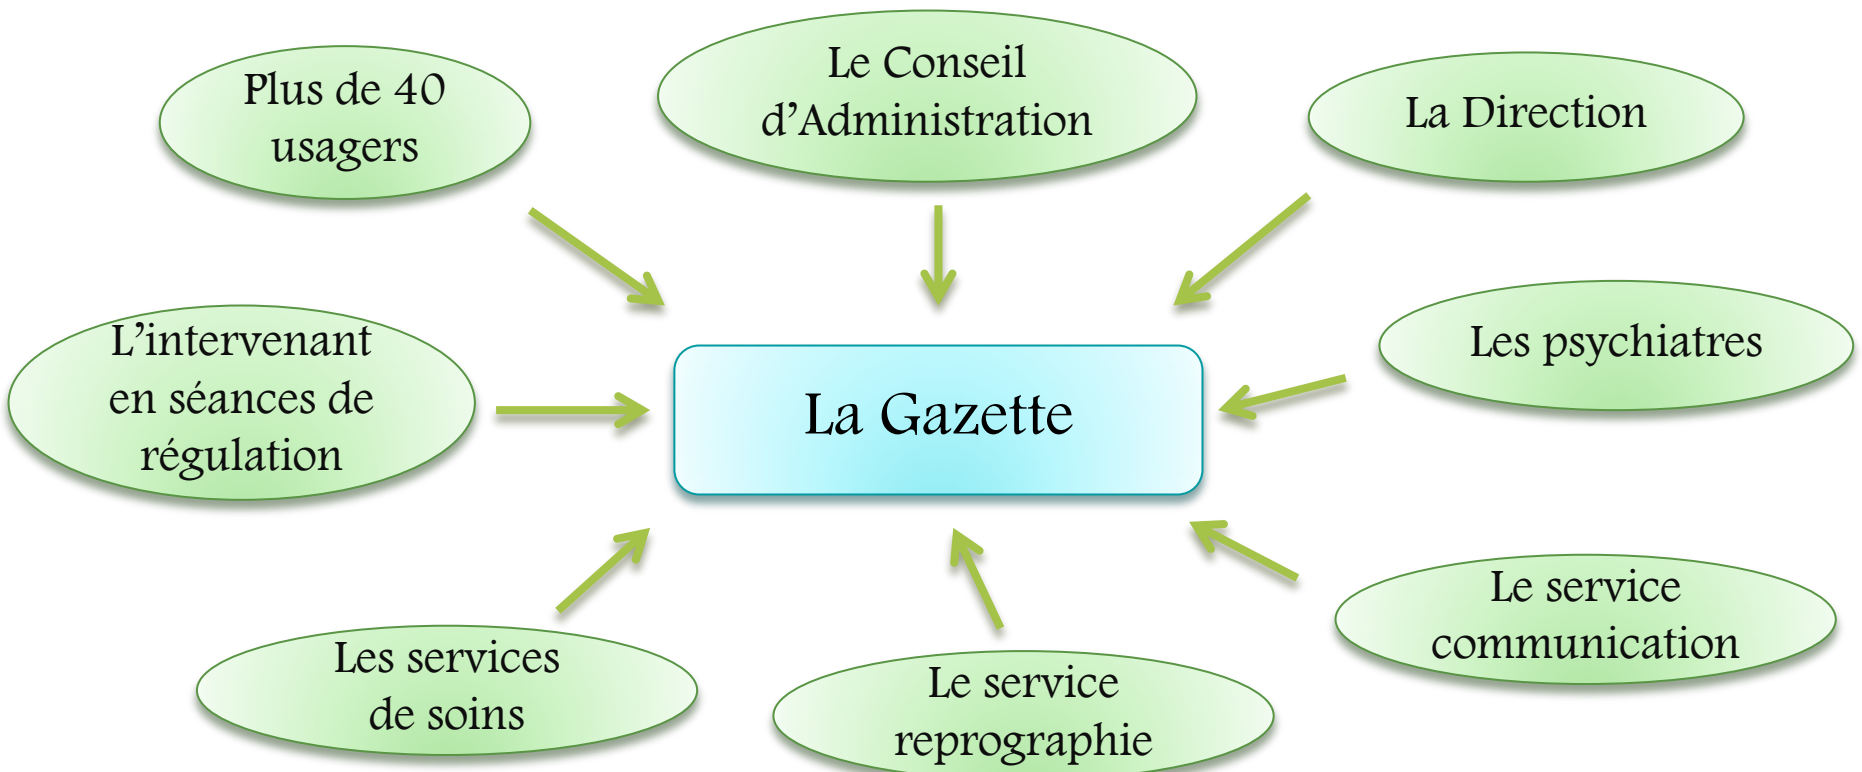 Plus de 40
usagers
Le Conseil
d’Administration
La Direction
L’intervenant
en séances de
régulation
La Gazette
Les psychiatres
Les services
de soins
Le service
reprographie
Le service
communication